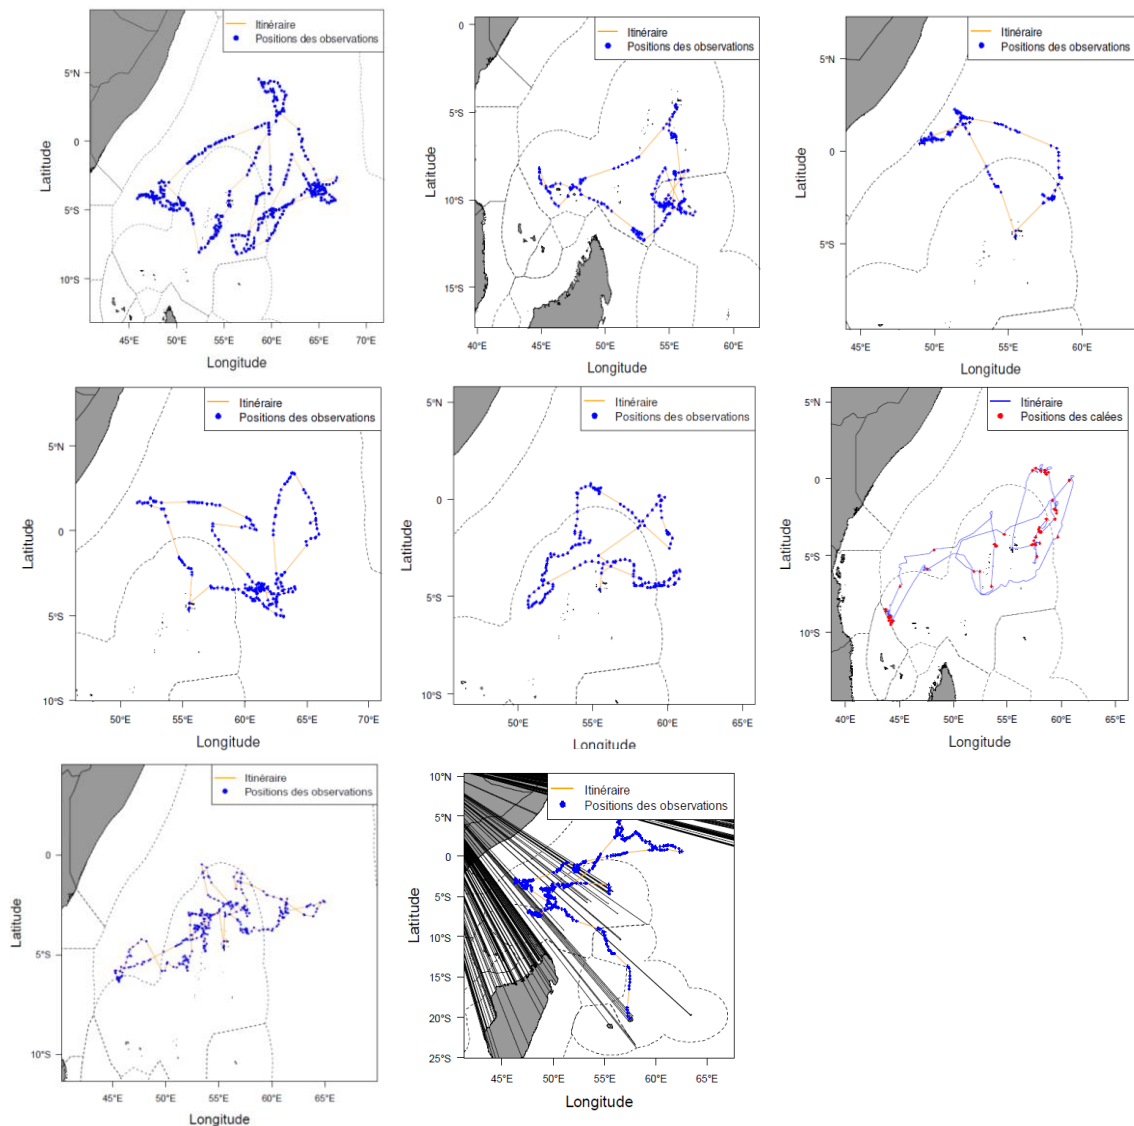 Itinéraire
Positions des observations
5°N
0
5°S
10°S
Latitude
45°E 50°E 55°E 60°E 65°E 70°E
Longitude
Itinéraire
Positions des observations
0
5°S
10°S
15°S
Latitude
40°E 45°E 50°E 55°E 60°E
Longitude
Itinéraire
Positions des observations
5°N
0
5°S
Latitude
45°E 50°E 55°E 60°E
Longitude
Itinéraire
Positions des observations
5°N
0
5°S
10°S
Latitude
50°E 55°E 60°E 65°E 70°E
Longitude
Itinéraire
Positions des observations
5°N
0
5°S
10°S
Latitude
50°E 55°E 60°E 65°E
Longitude
Itinéraire
Positions des calées
5°N
0
5°S
10°S
Latitude
40°E 45°E 50°E 55°E 60°E 65°E
Longitude
Itinéraire
Positions des observations
0
5°S
10°S
Latitude
45°E 50°E 55°E 60°E 65°E
Longitude
Itinéraire
Positions des observations
10°N
5°N
0
5°S
10°S
15°S
20°S
25°S
Latitude
45°E 50°E 55°E 60°E 65°E
Longitude